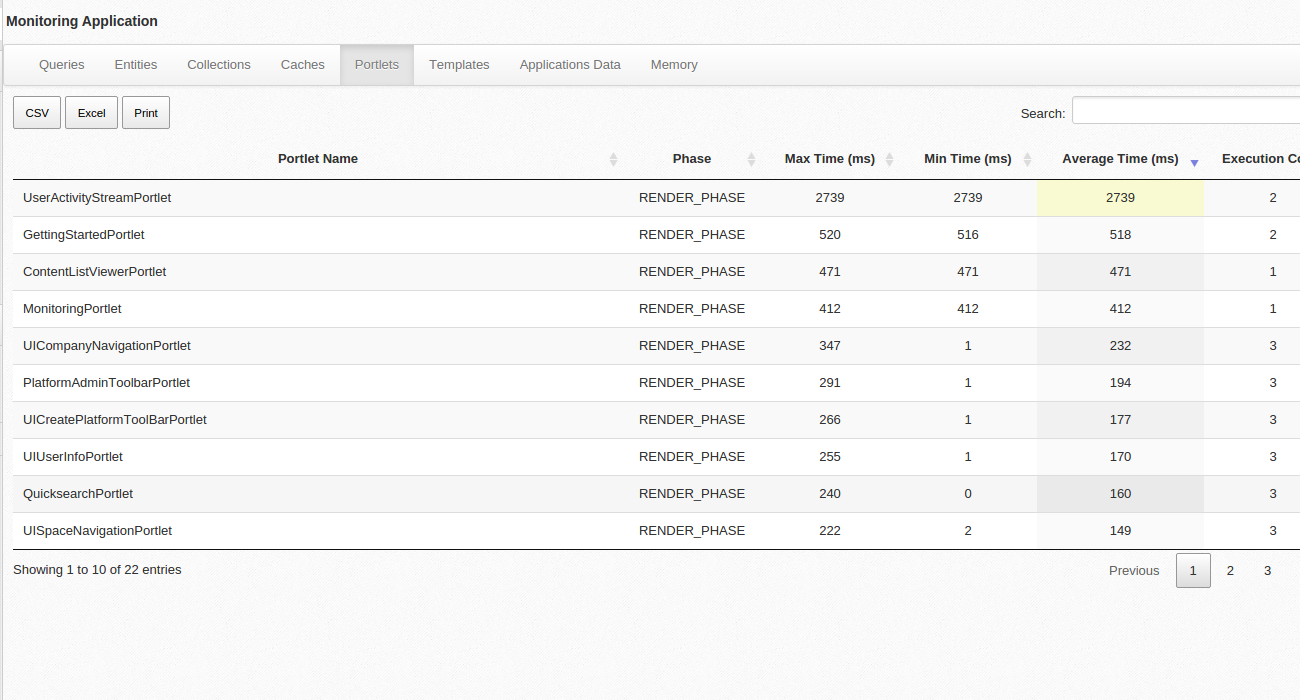 Monitoring Application
Queries Entities Collections Caches Portlets Templates Applications Data Memory
CSV Excel Print Search:
Portlet Name Phase Max Time (ms) Min Time (ms) Average Time (ms) Execution Co
UserActivityStreamPortlet RENDER_PHASE 2739 2739 2739 2
GettingStartedPortlet RENDER_PHASE 520 516 518 2
ContentListViewerPortlet RENDER_PHASE 471 471 471 1
MonitoringPortlet RENDER_PHASE 412 412 412 1
UICompanyNavigationPortlet RENDER_PHASE 347 1 232 3
PlatformAdminToolbarPortlet RENDER_PHASE 291 1 194 3
UICreatePlatformToolBarPortlet RENDER_PHASE 266 1 177 3
UIUserInfoPortlet RENDER_PHASE 255 1 170 3
QuicksearchPortlet RENDER_PHASE 240 0 160 3
UISpaceNavigationPortlet RENDER_PHASE 222 2 149 3
Showing 1 to 10 of 22 entries Previous 1 2 3